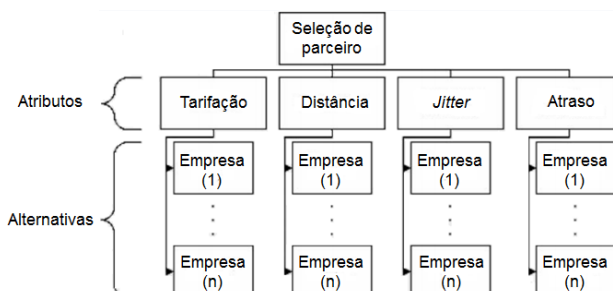 Seleção de
parceiro
Atributos
Tarifação
Distância
Jitter
Atraso
Alternativas
Empresa
(1)
Empresa
(1)
Empresa
(1)
Empresa
(1)
Empresa
(n)
Empresa
(n)
Empresa
(n)
Empresa
(n)